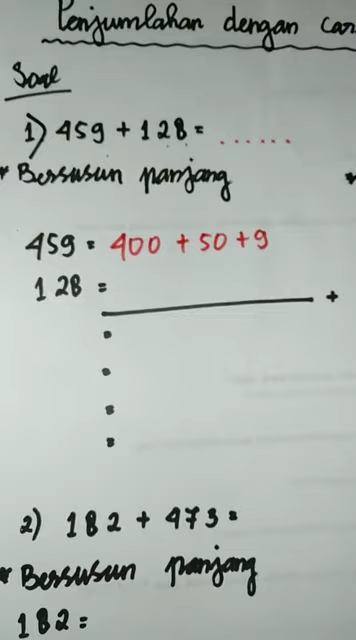 Penjumlahan dengan
Soal
1) 459 + 128 = ......
* Bersusun panjang
459 = 400 + 50 + 9
128 =
+
=
=
=
=
2) 182 + 473 =
* Bersusun panjang
182 =